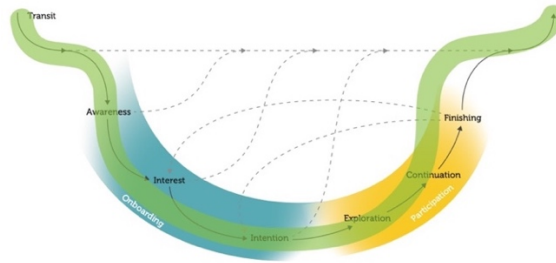 Transit
Awareness
Interest
Onboarding
Intention
Exploration
Continuation
Participation
Finishing